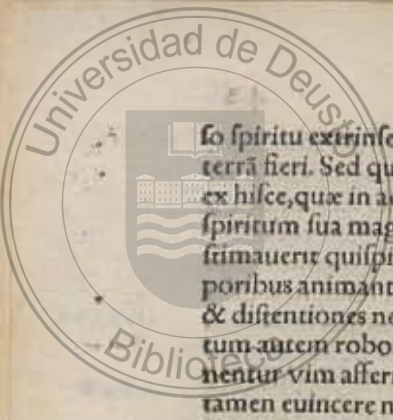 Universidad de Deusto
Biblioteca
ſo ſpiritu extrinſe
terrã fieri. Sed qu
ex hiſce, quæ in a
ſpiritum ſua mag
ſtimauerit quiſpi
poribus animant
& diſtentiones ne
tum autem robo
nentur vim affer
tamen euincere n